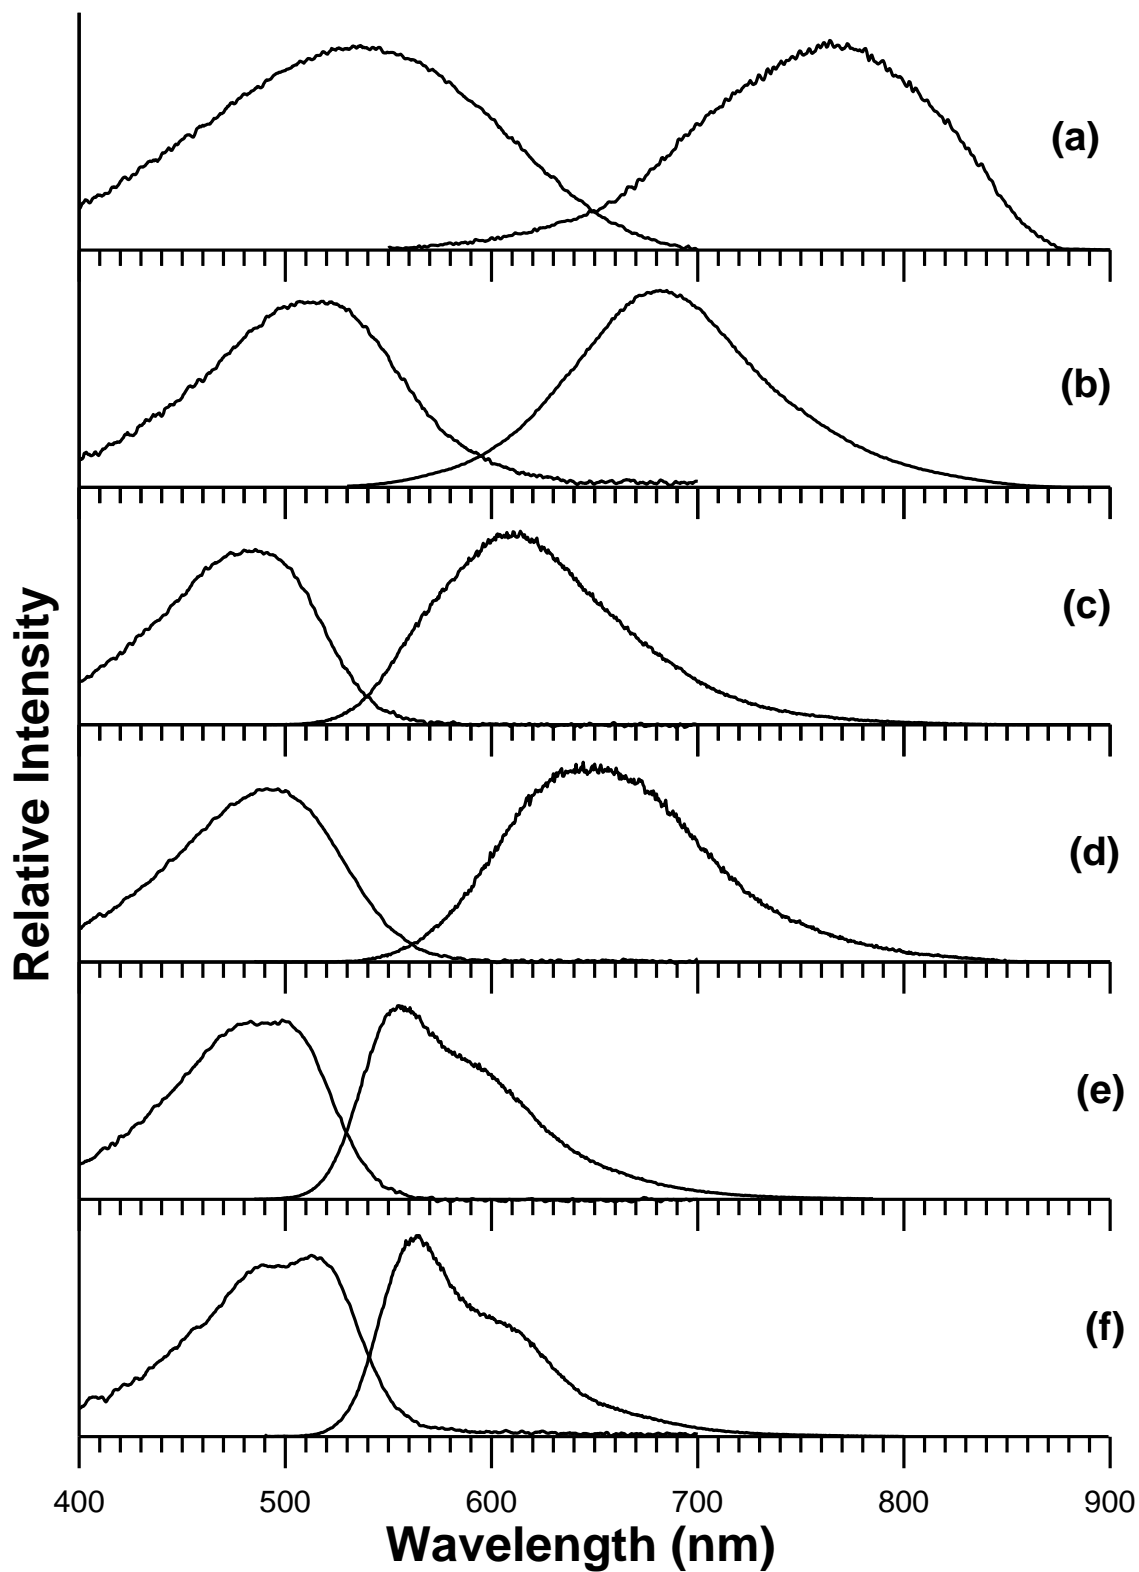 (a)
(b)
(c)
(d)
(e)
(f)
Relative Intensity
400 500 600 700 800 900
Wavelength (nm)